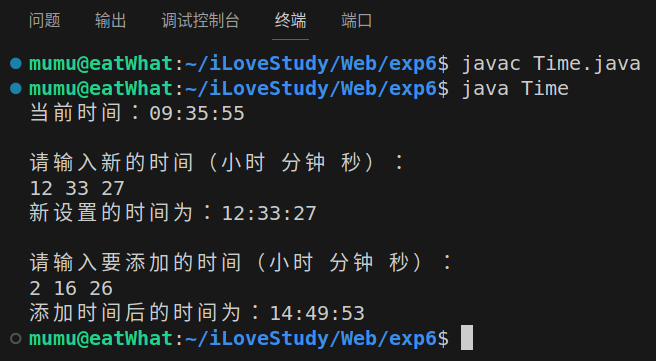 问题 输出 调试控制台 终端 端口
mumu@eatWhat:~/iLoveStudy/Web/exp6$ javac Time.java
mumu@eatWhat:~/iLoveStudy/Web/exp6$ java Time
当前时间：09:35:55
请输入新的时间（小时 分钟 秒）：
12 33 27
新设置的时间为：12:33:27
请输入要添加的时间（小时 分钟 秒）：
2 16 26
添加时间后的时间为：14:49:53
mumu@eatWhat:~/iLoveStudy/Web/exp6$